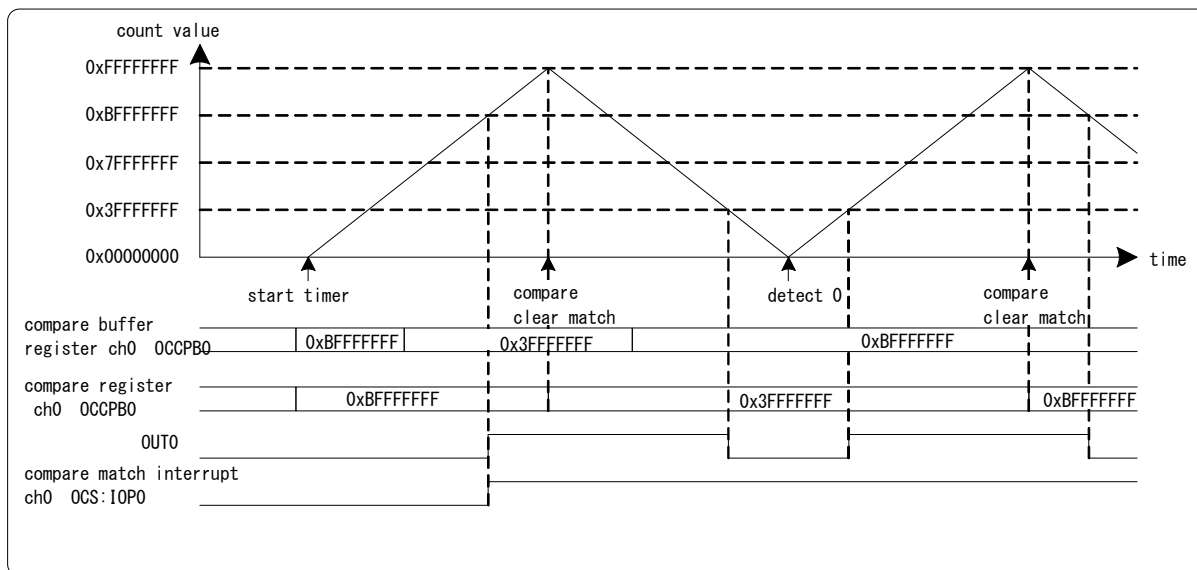 count value
0xFFFFFFFF
0xBFFFFFFF
0x7FFFFFFF
0x3FFFFFFF
0x00000000
time
start timer
compare
clear match
detect 0
compare
clear match
compare buffer
register ch0 OCCPB0
0xBFFFFFFF
0x3FFFFFFF
0xBFFFFFFF
compare register
ch0 OCCPB0
0xBFFFFFFF
0x3FFFFFFF
0xBFFFFFFF
OUT0
compare match interrupt
ch0 OCS:IOP0